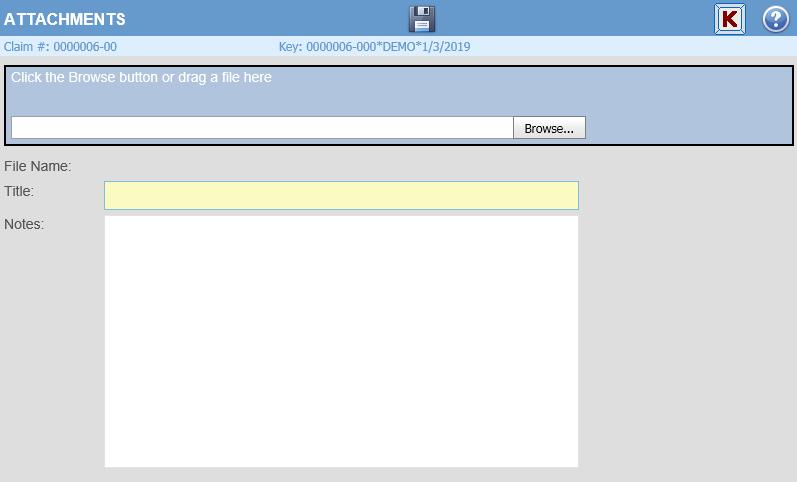 ATTACHMENTS
K
?
Claim #: 0000006-00
Key: 0000006-000*DEMO*1/3/2019
Click the Browse button or drag a file here
Browse...
File Name:
Title:
Notes: